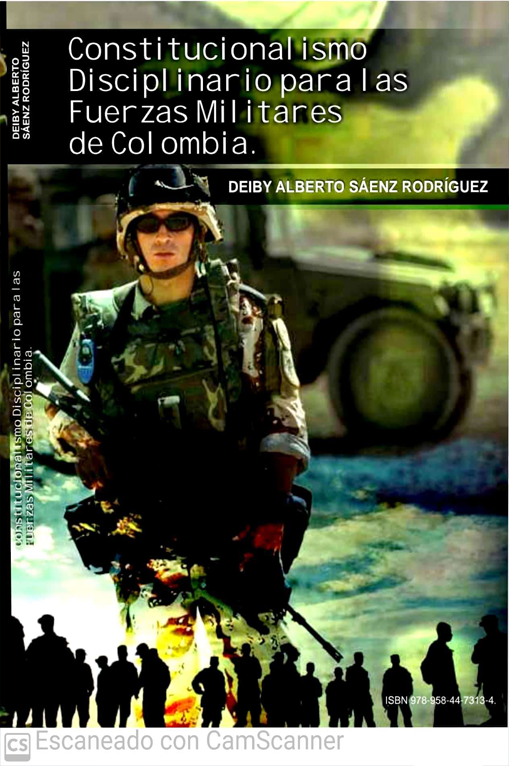 Constitucionalismo
Disciplinario para las
Fuerzas Militares
de Colombia.
DEIBY ALBERTO SÁENZ RODRÍGUEZ
DEIBY ALBERTO
SÁENZ RODRÍGUEZ
Constitucionalismo Disciplinario para las
Fuerzas Militares de Colombia.
ISBN 978-958-44-7313-4.
CS Escaneado con CamScanner